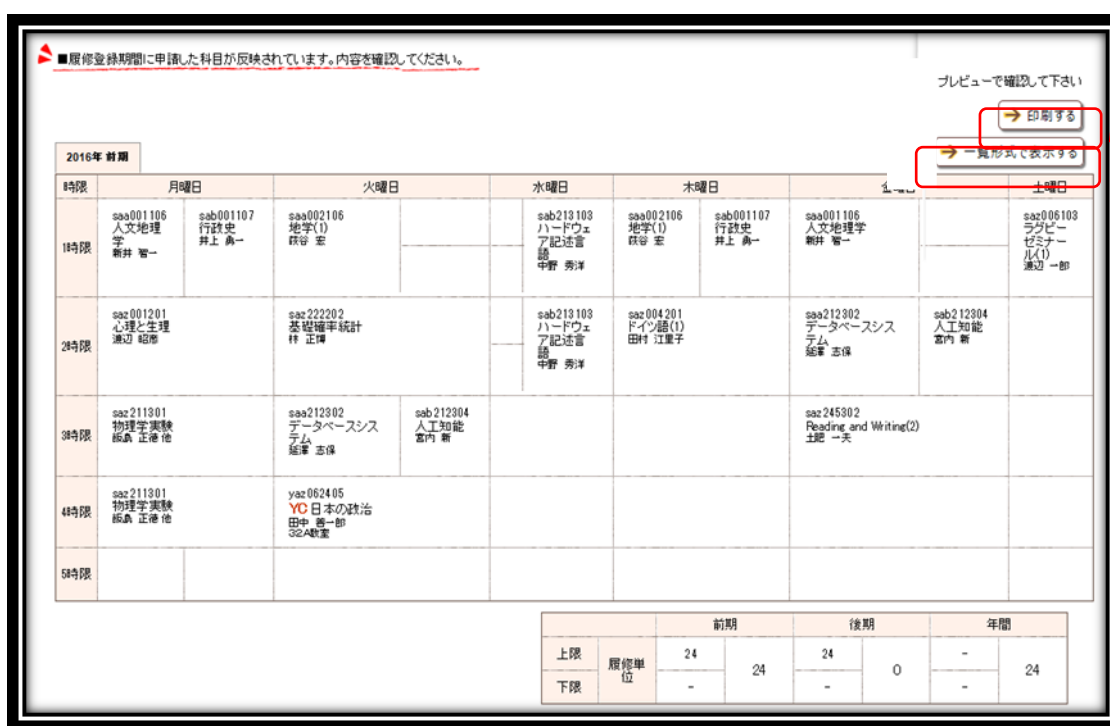 ■履修登録期間に申請した科目が反映されています。内容を確認してください。
プレビューで確認して下さい
→ 印刷する
→ 一覧形式で表示する
2016年 前期
時限 月曜日 火曜日 水曜日 木曜日 土曜日
1時限
saa001106
人文地理
学
新井 智一
sab001107
行政史
井上 勇一
saa002106
地学(1)
荻谷 宏
sab213103
ハードウェ
ア記述言
語
中野 秀洋
saa002106
地学(1)
荻谷 宏
sab001107
行政史
井上 勇一
saa001106
人文地理学
新井 智一
saz006103
ラグビー
ゼミナー
ル(1)
渡辺 一郎
2時限
saz001201
心理と生理
渡辺 昭彦
saz222202
基礎確率統計
林 正博
sab213103
ハードウェ
ア記述言
語
中野 秀洋
saz004201
ドイツ語(1)
田村 江里子
saa212302
データベースシス
テム
延澤 志保
sab212304
人工知能
宮内 新
3時限
saz211301
物理学実験
飯島 正徳 他
saa212302
データベースシス
テム
延澤 志保
sab212304
人工知能
宮内 新
saz245302
Reading and Writing(2)
土肥 一夫
4時限
saz211301
物理学実験
飯島 正徳 他
yaz062405
YC 日本の政治
田中 善一郎
32A教室
5時限
前期 後期 年間
上限 履修単位 24 24 24 0 - 24
下限 - - -